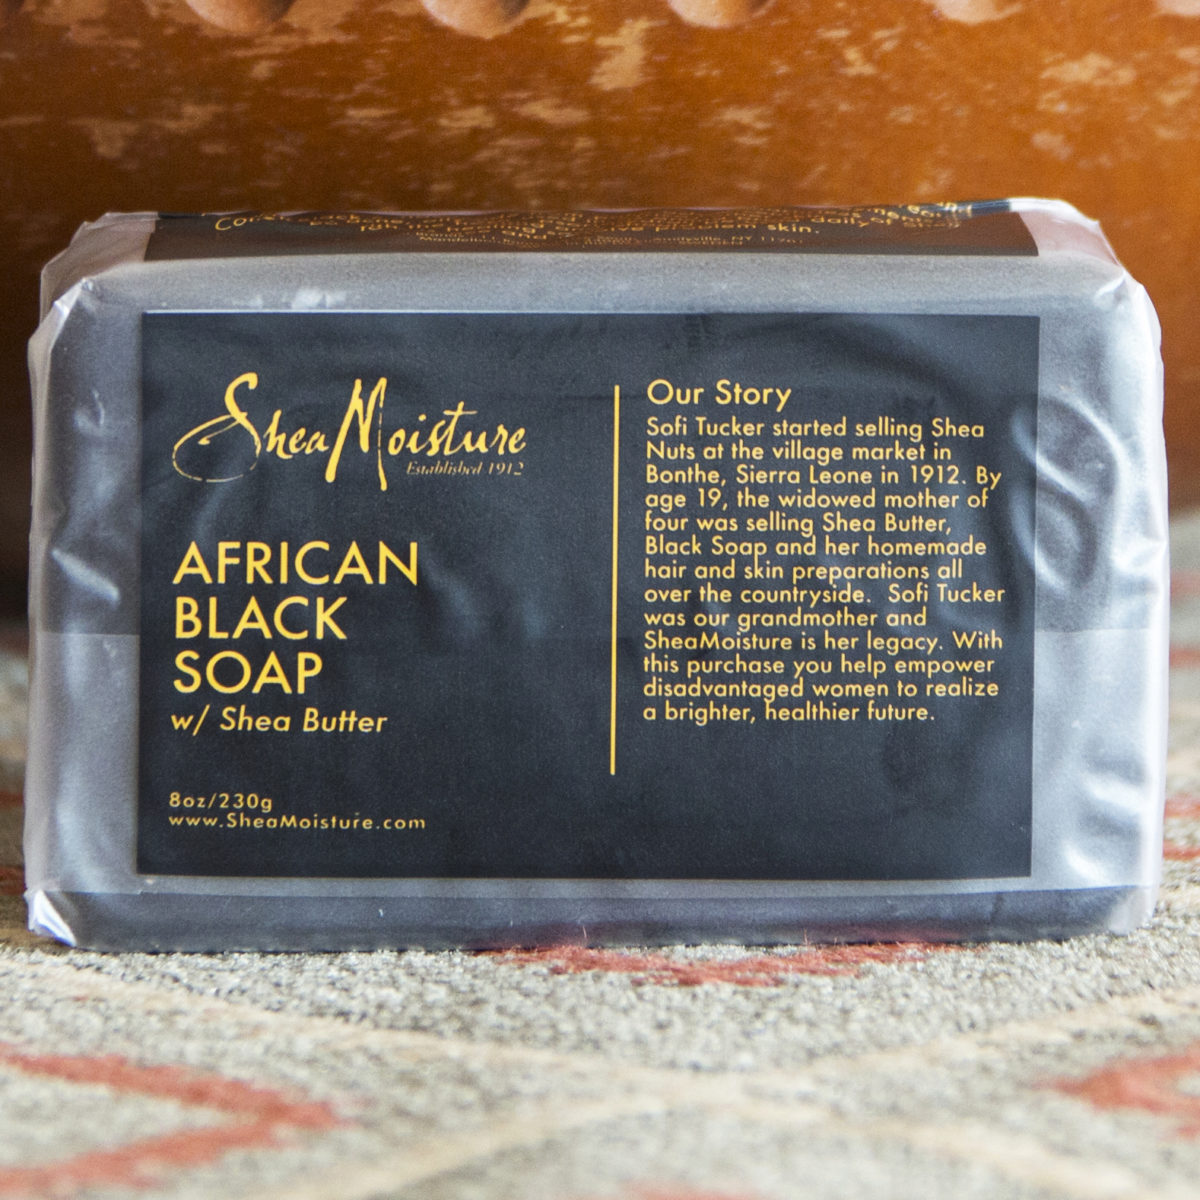 problem skin.
Shea Moisture
Established 1912
AFRICAN
BLACK
SOAP
w/ Shea Butter
8oz/230g
www.SheaMoisture.com
Our Story
Sofi Tucker started selling Shea
Nuts at the village market in
Bonthe, Sierra Leone in 1912. By
age 19, the widowed mother of
four was selling Shea Butter,
Black Soap and her homemade
hair and skin preparations all
over the countryside. Sofi Tucker
was our grandmother and
SheaMoisture is her legacy. With
this purchase you help empower
disadvantaged women to realize
a brighter, healthier future.